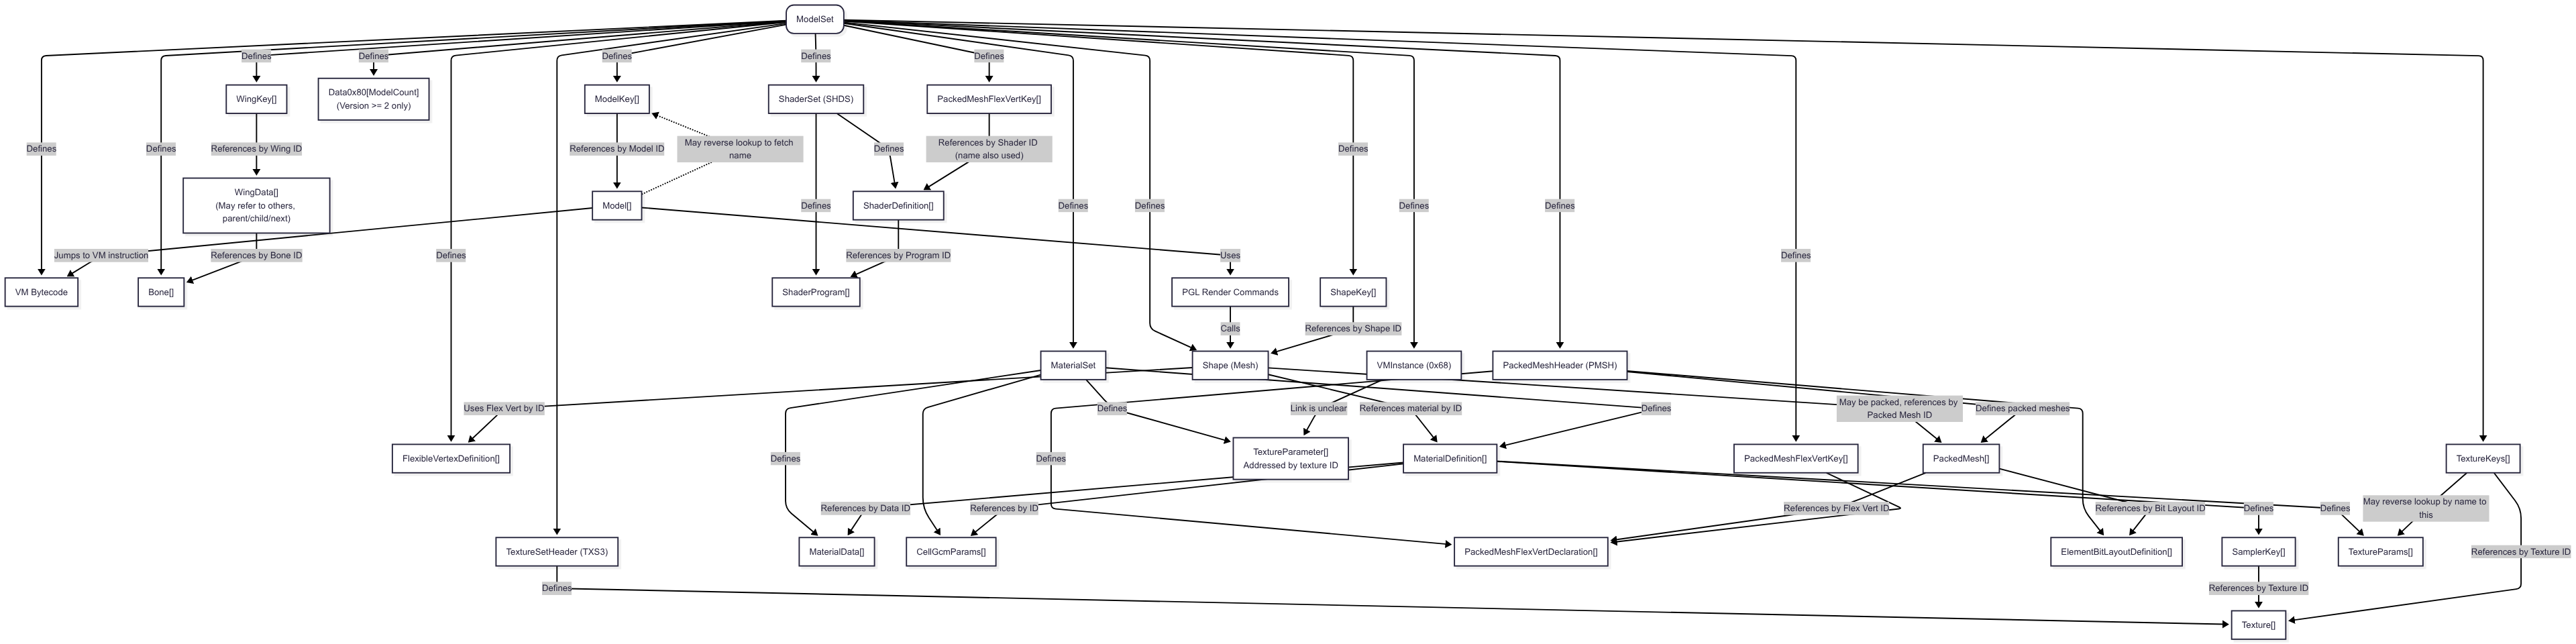 ModelSet
Defines
Defines
Defines
Defines
Defines
WingKey[]
Data0x80[ModelCount]
(Version >= 2 only)
ModelKey[]
ShaderSet (SHDS)
PackedMeshFlexVertKey[]
Defines
Defines
References by Wing ID
References by Model ID
May reverse lookup to fetch
name
Defines
References by Shader ID
(name also used)
Defines
WingData[]
(May refer to others,
parent/child/next)
Model[]
Defines
ShaderDefinition[]
Defines
Defines
Defines
Defines
Jumps to VM instruction
References by Bone ID
Defines
References by Program ID
Uses
Defines
VM Bytecode
Bone[]
ShaderProgram[]
PGL Render Commands
ShapeKey[]
Calls
References by Shape ID
MaterialSet
Shape (Mesh)
VMInstance (0x68)
PackedMeshHeader (PMSH)
Uses Flex Vert by ID
Defines
Link is unclear
References material by ID
Defines
May be packed, references by
Packed Mesh ID
Defines packed meshes
FlexibleVertexDefinition[]
Defines
Defines
TextureParameter[]
Addressed by texture ID
MaterialDefinition[]
PackedMeshFlexVertKey[]
PackedMesh[]
TextureKeys[]
References by Data ID
References by ID
References by Flex Vert ID
References by Bit Layout ID
Defines
Defines
May reverse lookup by name to
this
TextureSetHeader (TXS3)
MaterialData[]
CellGcmParams[]
PackedMeshFlexVertDeclaration[]
ElementBitLayoutDefinition[]
SamplerKey[]
TextureParams[]
References by Texture ID
Defines
References by Texture ID
Texture[]